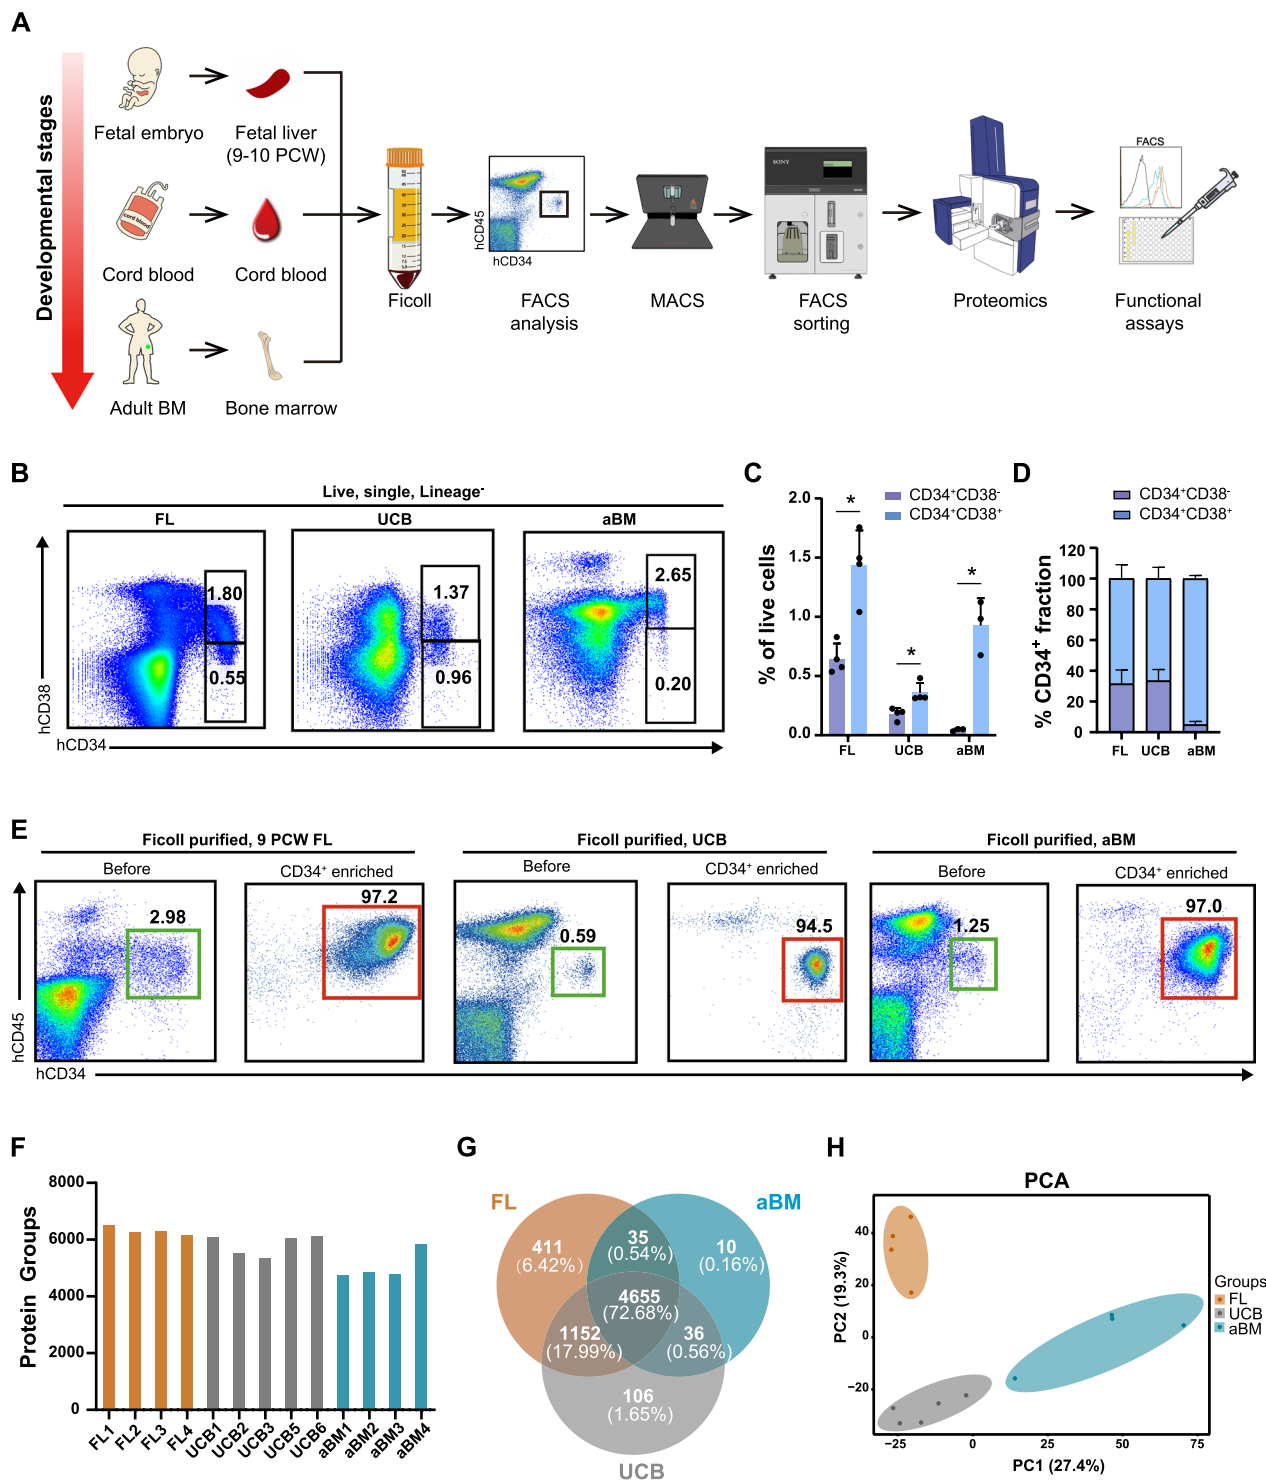 A
Developmental stages
Fetal embryo
Fetal liver
(9-10 PCW)
cord blood
Cord blood
Cord blood
Adult BM
Bone marrow
Ficoll
hCD45
hCD34
FACS
analysis
MACS
SONY
FACS
sorting
Proteomics
FACS
Functional
assays
B
Live, single, Lineage-
FL
UCB
aBM
1.80
0.55
1.37
0.96
2.65
0.20
hCD38
hCD34
C
CD34+CD38-
CD34+CD38+
% of live cells
2.0
1.5
1.0
0.5
0.0
*
*
*
FL
UCB
aBM
D
CD34+CD38-
CD34+CD38+
% CD34+ fraction
120
100
80
60
40
20
0
FL
UCB
aBM
E
Ficoll purified, 9 PCW FL
Ficoll purified, UCB
Ficoll purified, aBM
Before
CD34+ enriched
Before
CD34+ enriched
Before
CD34+ enriched
2.98
97.2
0.59
94.5
1.25
97.0
hCD45
hCD34
F
Protein Groups
8000
6000
4000
2000
0
FL1
FL2
FL3
FL4
UCB1
UCB2
UCB3
UCB5
UCB6
aBM1
aBM2
aBM3
aBM4
G
FL
aBM
UCB
411
(6.42%)
35
(0.54%)
10
(0.16%)
4655
(72.68%)
1152
(17.99%)
36
(0.56%)
106
(1.65%)
H
PCA
PC2 (19.3%)
40
20
0
−20
−25
0
25
50
75
PC1 (27.4%)
Groups
FL
UCB
aBM